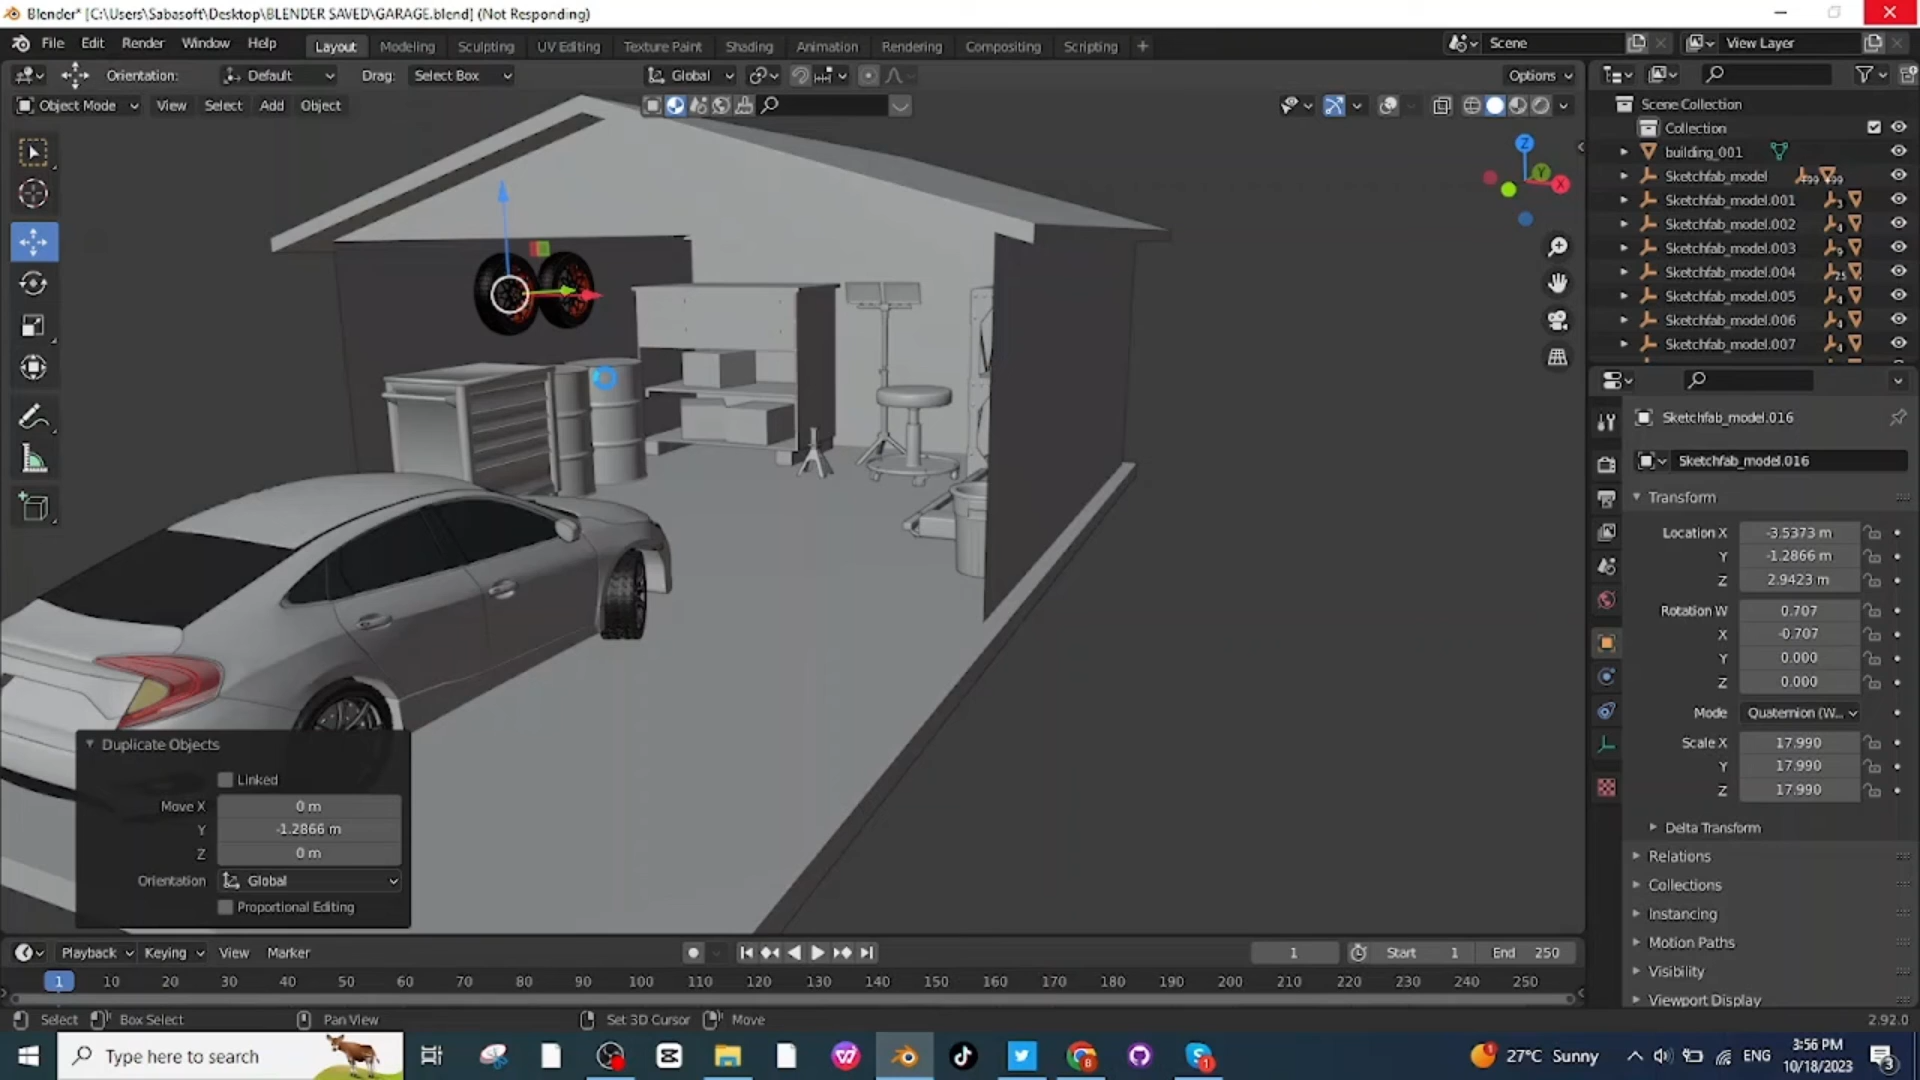 Blender* [C:\Users\Sabasoft\Desktop\BLENDER SAVED\GARAGE.blend] (Not Responding)
File Edit Render Window Help Layout Modeling Sculpting UV Editing Texture Paint Shading Animation Rendering Compositing Scripting + Scene View Layer
Orientation: Default Drag: Select Box Global Options
Object Mode View Select Add Object
Scene Collection
Collection
building_001
Sketchfab_model
Sketchfab_model.001
Sketchfab_model.002
Sketchfab_model.003
Sketchfab_model.004
Sketchfab_model.005
Sketchfab_model.006
Sketchfab_model.007
Z
Y
X
Sketchfab_model.016
Sketchfab_model.016
Transform
Location X -3.5373 m
Y -1.2866 m
Z 2.9423 m
Rotation W 0.707
X -0.707
Y 0.000
Z 0.000
Mode Quaternion (W...
Scale X 17.990
Y 17.990
Z 17.990
Delta Transform
Relations
Collections
Instancing
Motion Paths
Visibility
Viewport Display
Duplicate Objects
Linked
Move X 0 m
Y -1.2866 m
Z 0 m
Orientation Global
Proportional Editing
Playback Keying View Marker 1 Start 1 End 250
1 10 20 30 40 50 60 70 80 90 100 110 120 130 140 150 160 170 180 190 200 210 220 230 240 250
Select Box Select Pan View Set 3D Cursor Move 2.92.0
Type here to search 27°C Sunny ENG 3:56 PM
10/18/2023